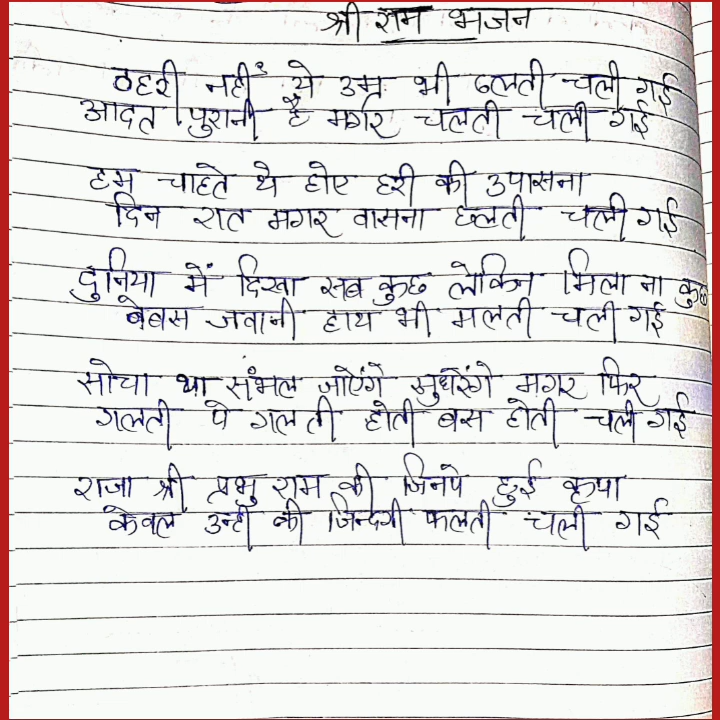 श्री राम भजन
ठहरी नहीं ये उम्र भी ढलती चली गई
आदत पुरानी है मगर चलती चली गई
हम चाहते थे होए हरी की उपासना
दिन रात मगर वासना छलती चली गई
दुनिया में दिखा सब कुछ लेकिन मिला ना कुछ
बेबस जवानी हाथ भी मलती चली गई
सोचा था संभल जाएंगे सुधरेंगे मगर फिर
गलती पे गलती होती बस होती चली गई
राजा श्री प्रभु राम की जिनपे हुई कृपा
केवल उन्ही की जिन्दगी फलती चली गई